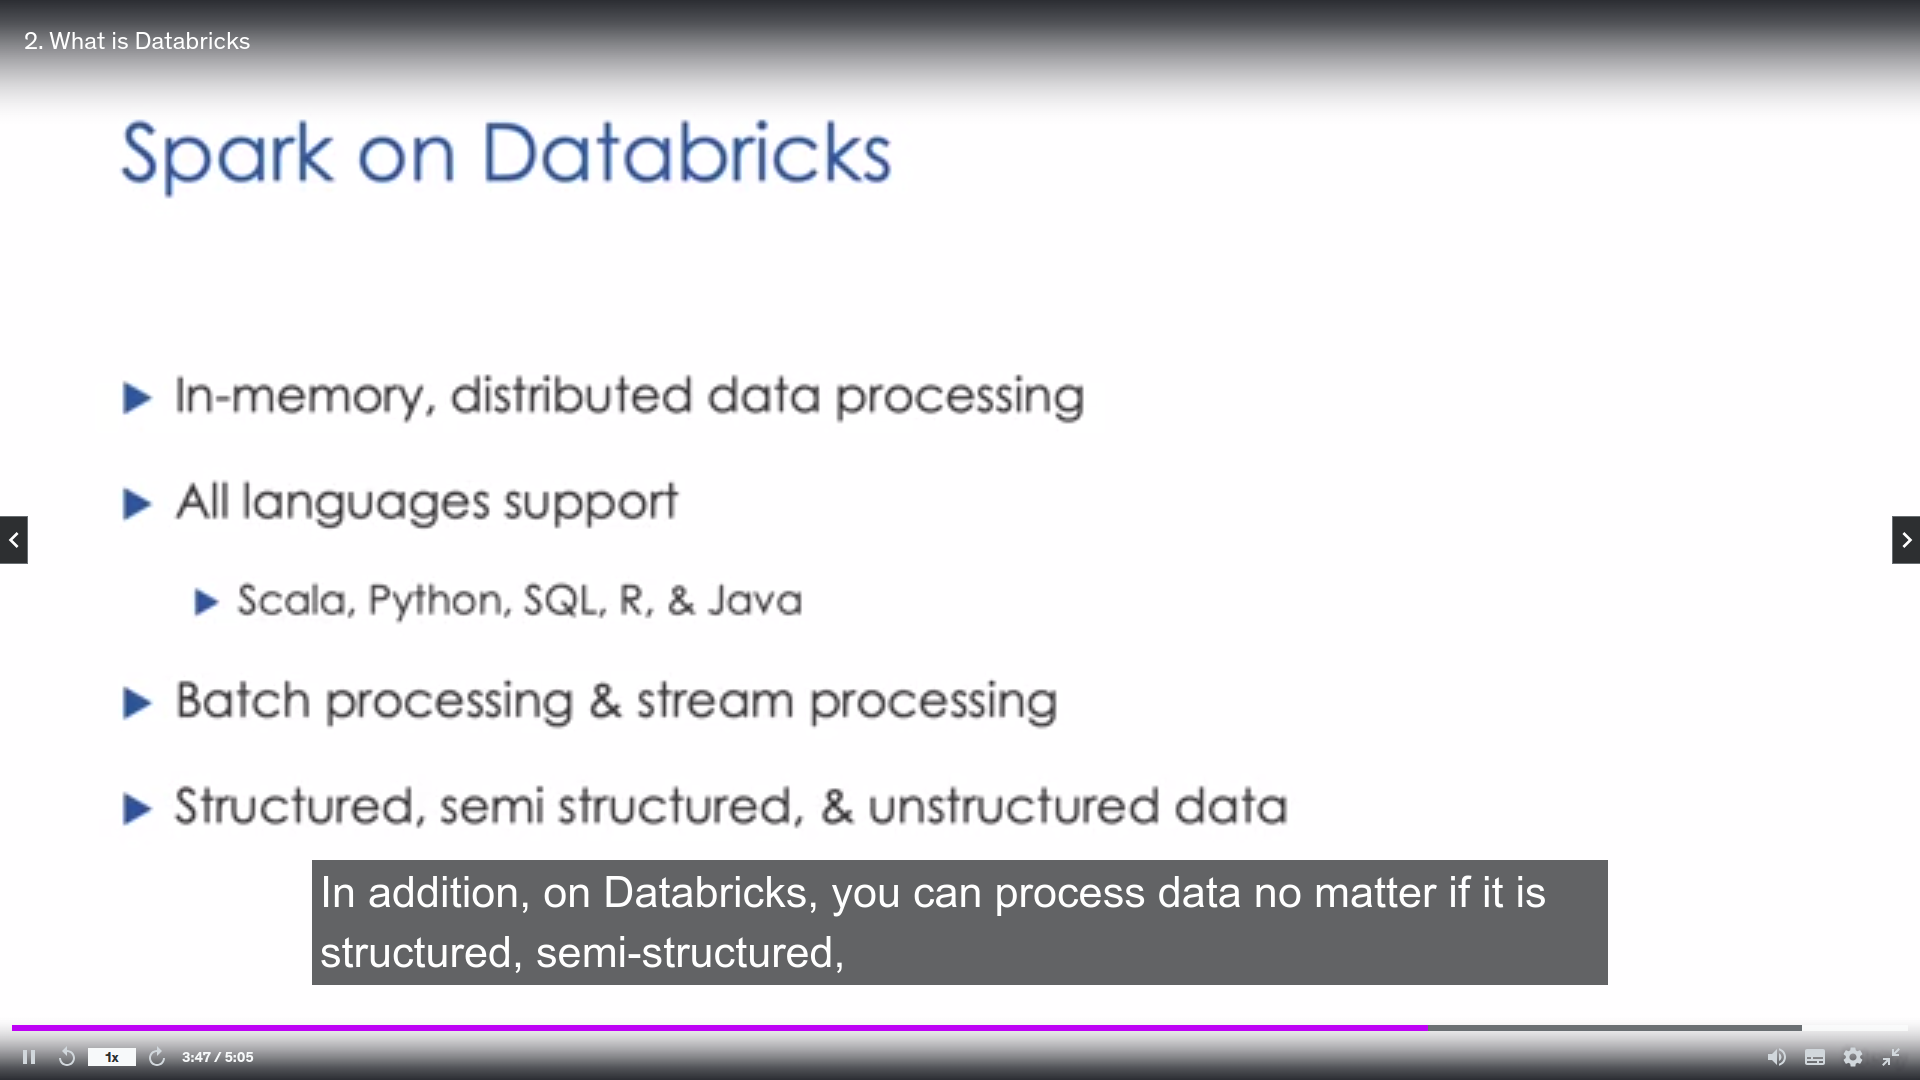 2. What is Databricks
Spark on Databricks
In-memory, distributed data processing
All languages support
Scala, Python, SQL, R, & Java
Batch processing & stream processing
Structured, semi structured, & unstructured data
In addition, on Databricks, you can process data no matter if it is
structured, semi-structured,
1x
3:47 / 5:05